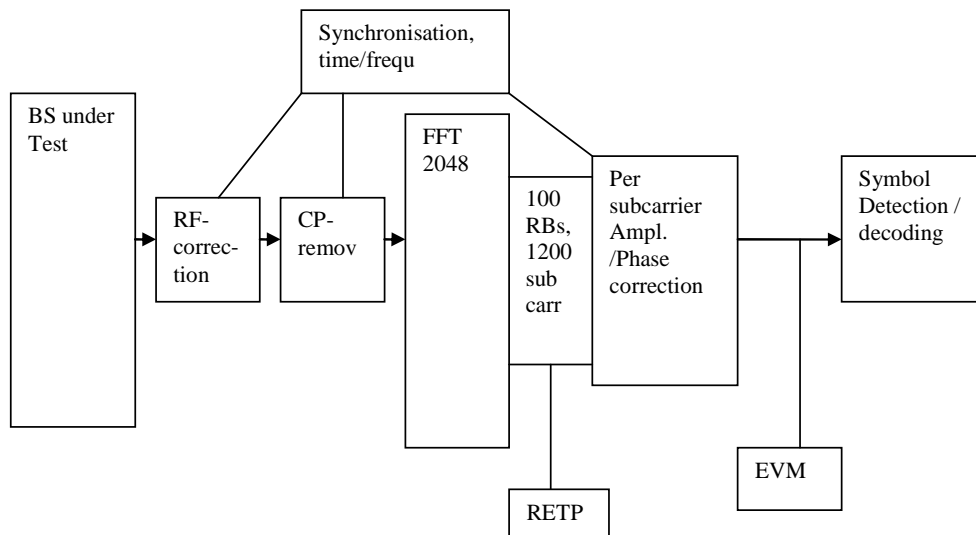 Synchronisation,
time/frequ
BS under
Test
RF-
correc-
tion
CP-
remov
FFT
2048
100
RBs,
1200
sub
carr
Per
subcarrier
Ampl.
/Phase
correction
Symbol
Detection /
decoding
EVM
RETP